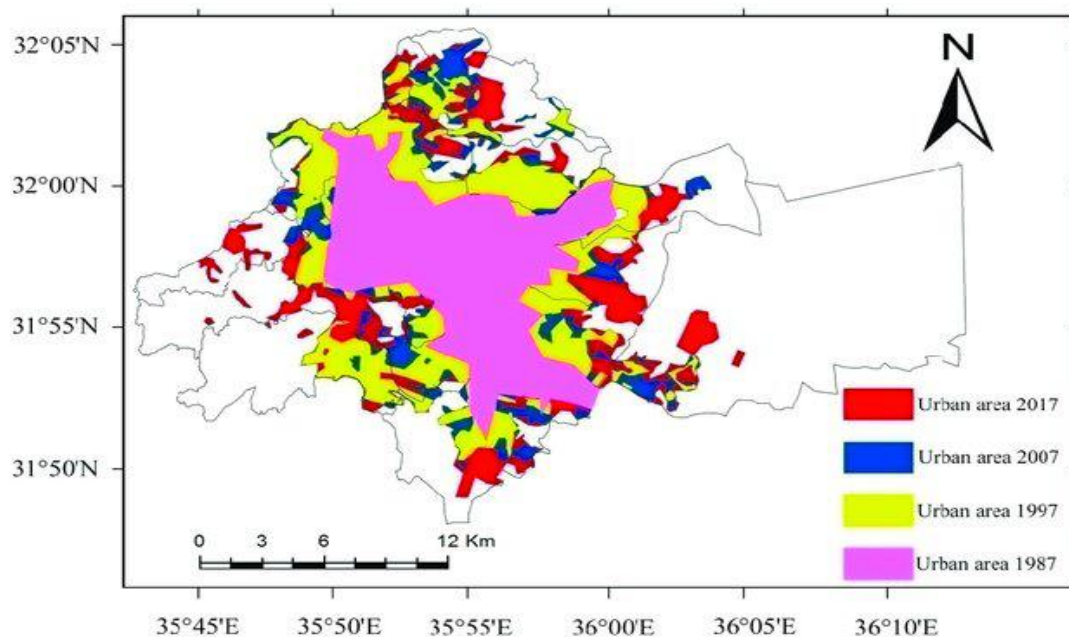 32°05'N
N
32°00'N
31°55'N
31°50'N
Urban area 2017
Urban area 2007
Urban area 1997
Urban area 1987
0 3 6 12 Km
35°45'E 35°50'E 35°55'E 36°00'E 36°05'E 36°10'E